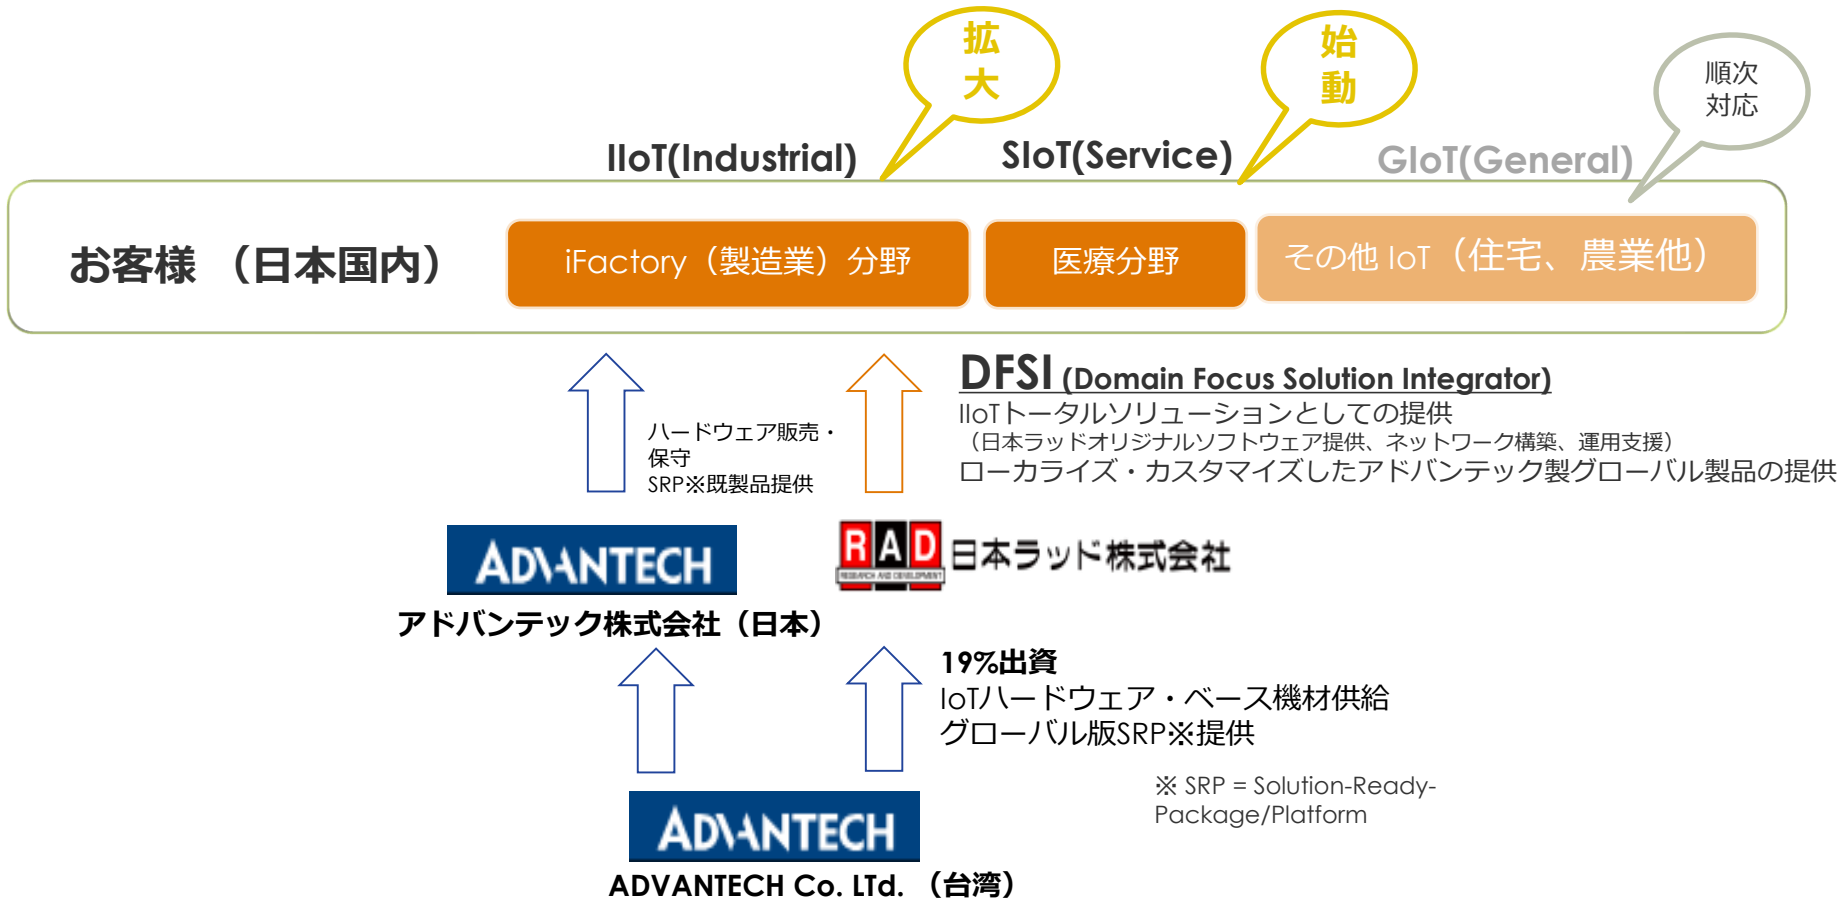 拡
大
始
動
順次
対応
IIoT(Industrial)
SIoT(Service)
GIoT(General)
お客様 （日本国内）
iFactory（製造業）分野
医療分野
その他 IoT（住宅、農業他）
ハードウェア販売・
保守
SRP※既製品提供
DFSI (Domain Focus Solution Integrator)
IIoTトータルソリューションとしての提供
（日本ラッドオリジナルソフトウェア提供、ネットワーク構築、運用支援）
ローカライズ・カスタマイズしたアドバンテック製グローバル製品の提供
ADVANTECH
アドバンテック株式会社（日本）
RAD
RESEARCH AND DEVELOPMENT
日本ラッド株式会社
19%出資
IoTハードウェア・ベース機材供給
グローバル版SRP※提供
※ SRP = Solution-Ready-
Package/Platform
ADVANTECH
ADVANTECH Co. LTd. （台湾）